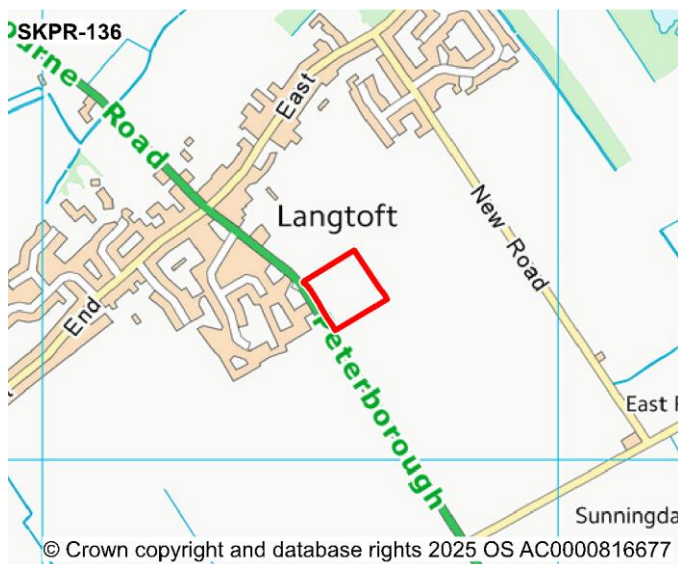 SKPR-136
ourne Road
East
Langtoft
New Road
End
Peterborough
East F
Sunningda
© Crown copyright and database rights 2025 OS AC0000816677